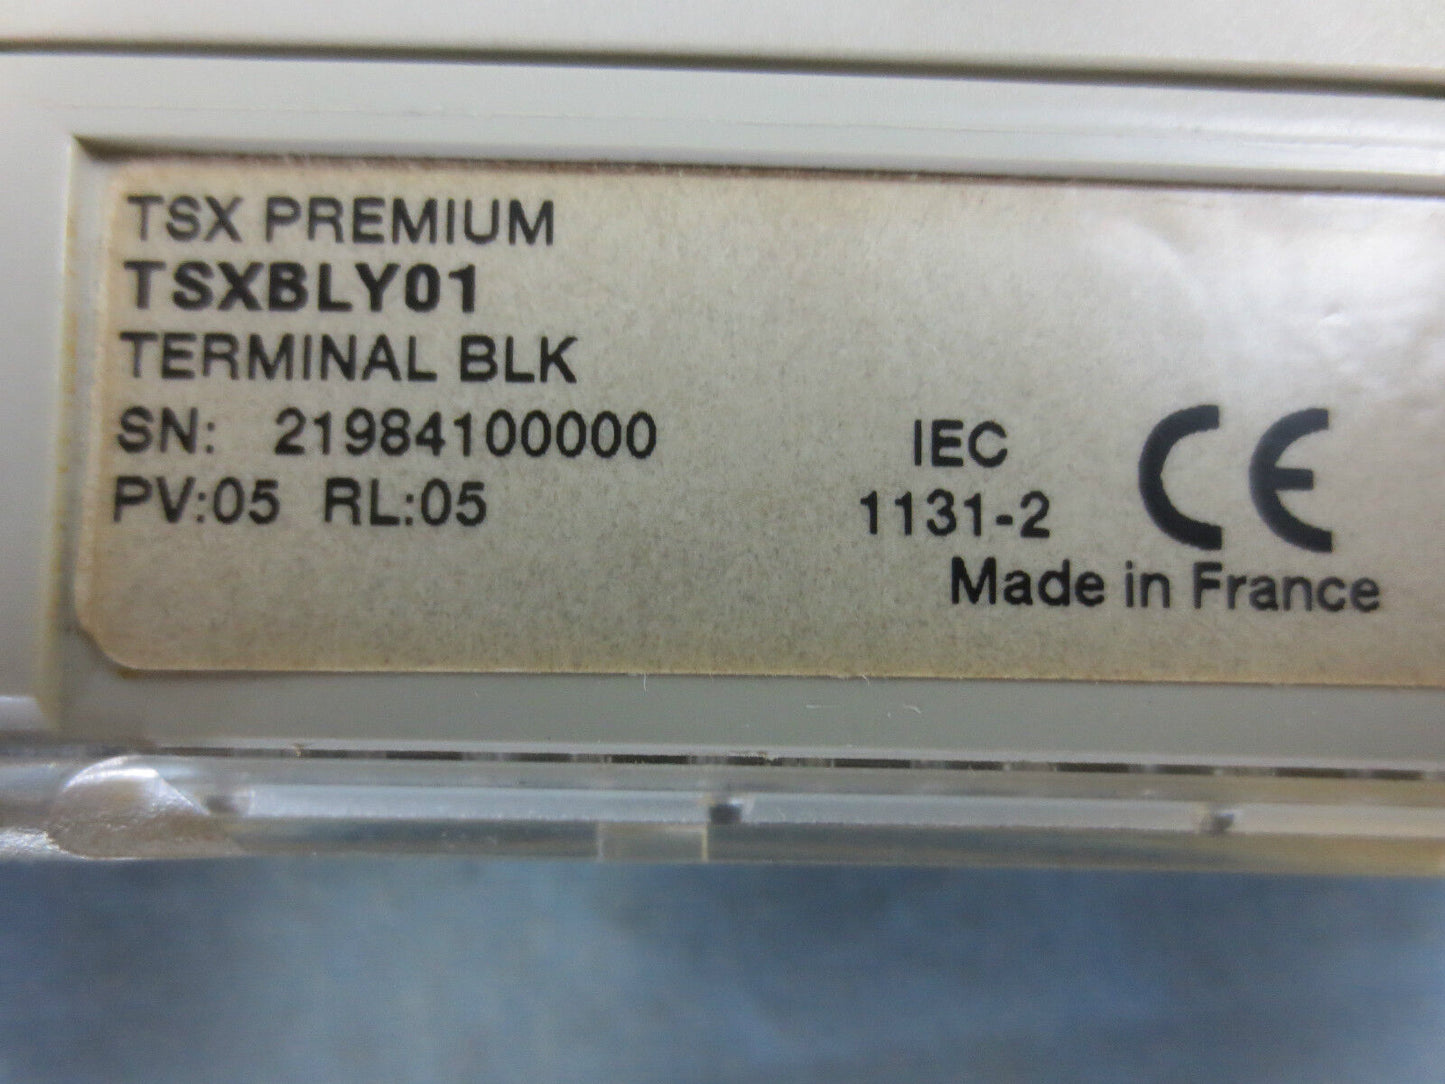 TSX PREMIUM
TSXBLY01
TERMINAL BLK
SN: 21984100000
PV:05 RL:05
IEC
1131-2
CE
Made in France